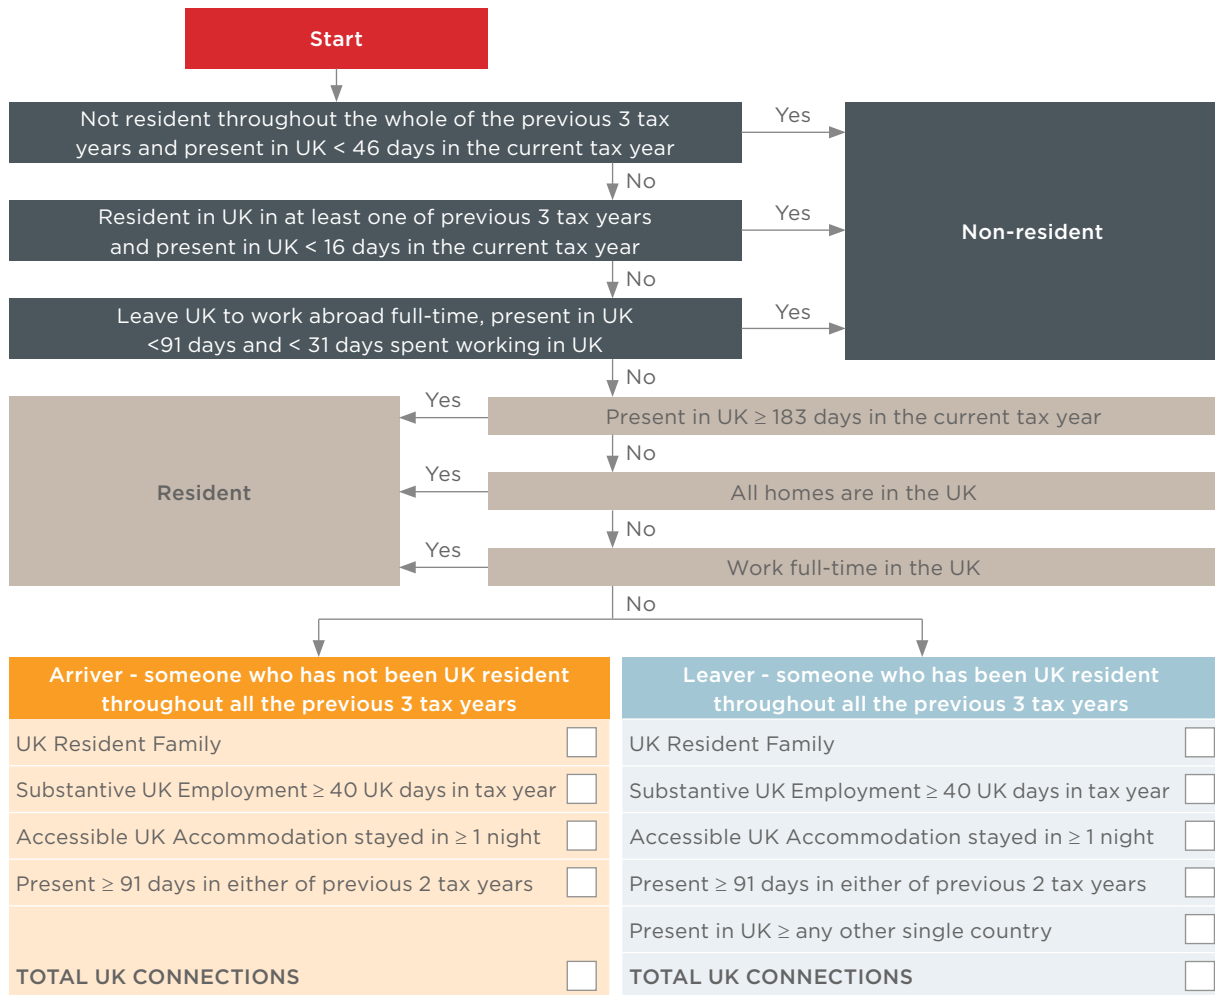 Start
Not resident throughout the whole of the previous 3 tax
years and present in UK < 46 days in the current tax year
Yes
No
Resident in UK in at least one of previous 3 tax years
and present in UK < 16 days in the current tax year
Yes
Non-resident
No
Leave UK to work abroad full-time, present in UK
<91 days and < 31 days spent working in UK
Yes
No
Yes
Present in UK ≥ 183 days in the current tax year
No
Resident
Yes
All homes are in the UK
No
Yes
Work full-time in the UK
No
Arriver - someone who has not been UK resident
throughout all the previous 3 tax years
UK Resident Family
Substantive UK Employment ≥ 40 UK days in tax year
Accessible UK Accommodation stayed in ≥ 1 night
Present ≥ 91 days in either of previous 2 tax years
TOTAL UK CONNECTIONS
Leaver - someone who has been UK resident
throughout all the previous 3 tax years
UK Resident Family
Substantive UK Employment ≥ 40 UK days in tax year
Accessible UK Accommodation stayed in ≥ 1 night
Present ≥ 91 days in either of previous 2 tax years
Present in UK ≥ any other single country
TOTAL UK CONNECTIONS